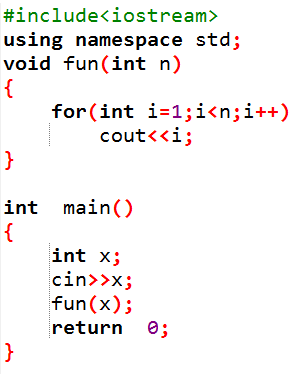 #include<iostream>
using namespace std;
void fun(int n)
{
    for(int i=1;i<n;i++)
        cout<<i;
}

int  main()
{
    int x;
    cin>>x;
    fun(x);
    return  0;
}